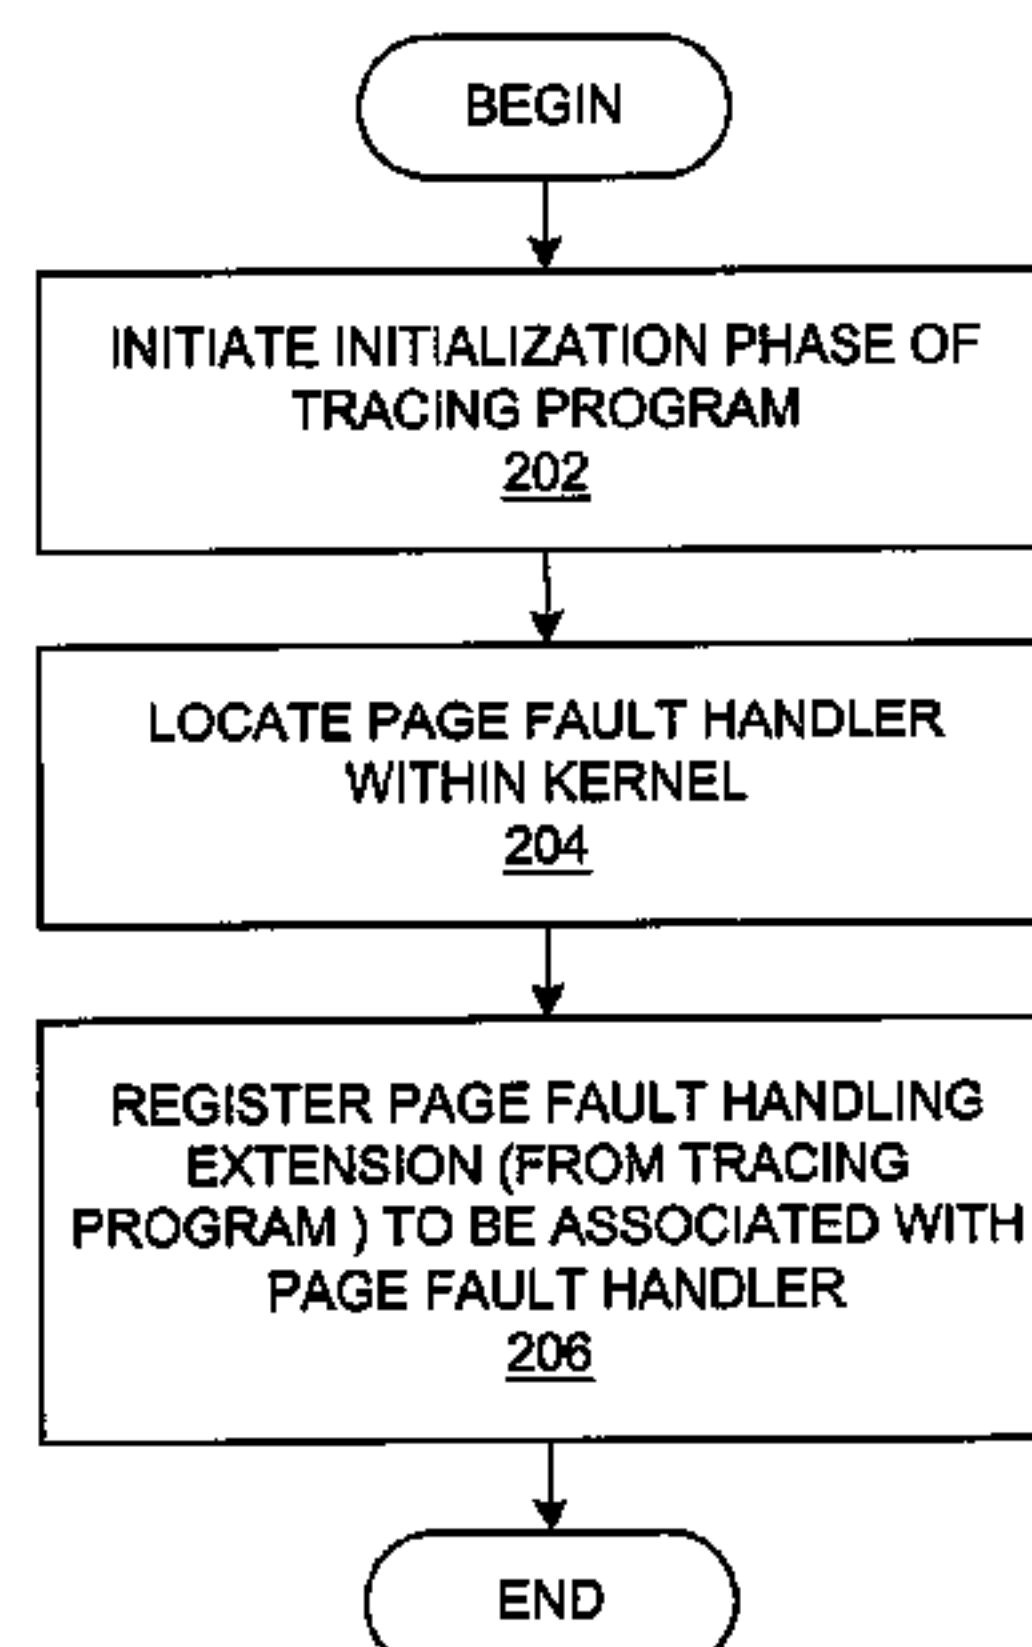 BEGIN
INITIATE INITIALIZATION PHASE OF
TRACING PROGRAM
202
LOCATE PAGE FAULT HANDLER
WITHIN KERNEL
204
REGISTER PAGE FAULT HANDLING
EXTENSION (FROM TRACING
PROGRAM ) TO BE ASSOCIATED WITH
PAGE FAULT HANDLER
206
END